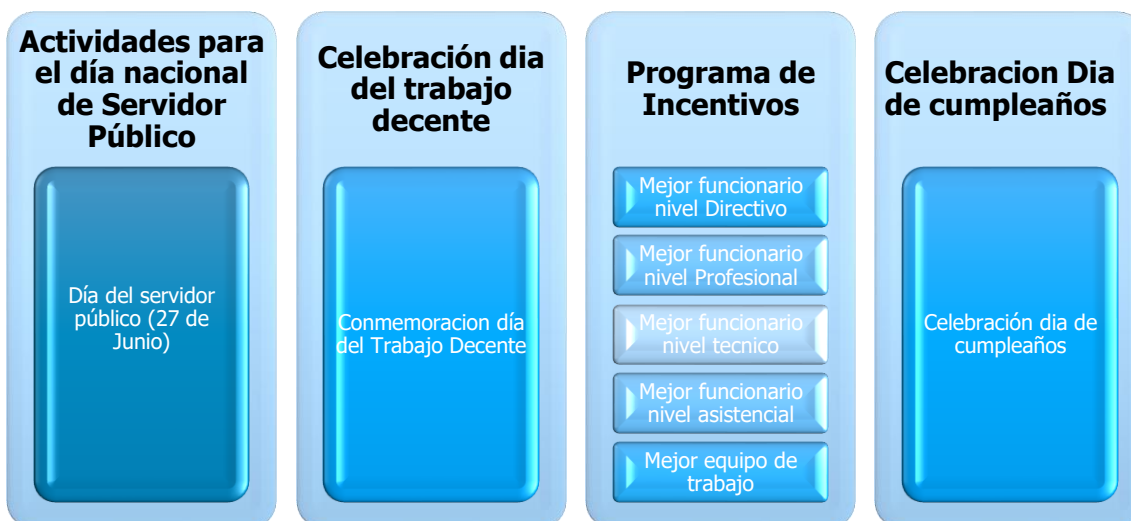 Actividades para
el día nacional
de Servidor
Público
Día del servidor
público (27 de
Junio)
Celebración dia
del trabajo
decente
Conmemoracion día
del Trabajo Decente
Programa de
Incentivos
Mejor funcionario
nivel Directivo
Mejor funcionario
nivel Profesional
Mejor funcionario
nivel tecnico
Mejor funcionario
nivel asistencial
Mejor equipo de
trabajo
Celebracion Dia
de cumpleaños
Celebración dia de
cumpleaños